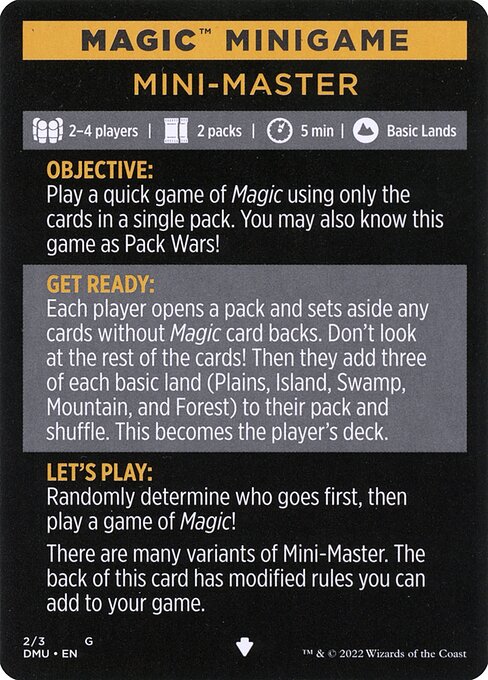 MAGIC™ MINIGAME
MINI-MASTER
2–4 players | 2 packs | 5 min | Basic Lands
OBJECTIVE:
Play a quick game of Magic using only the
cards in a single pack. You may also know this
game as Pack Wars!
GET READY:
Each player opens a pack and sets aside any
cards without Magic card backs. Don't look
at the rest of the cards! Then they add three
of each basic land (Plains, Island, Swamp,
Mountain, and Forest) to their pack and
shuffle. This becomes the player's deck.
LET'S PLAY:
Randomly determine who goes first, then
play a game of Magic!
There are many variants of Mini-Master. The
back of this card has modified rules you can
add to your game.
2/3 G
DMU • EN ™ & © 2022 Wizards of the Coast